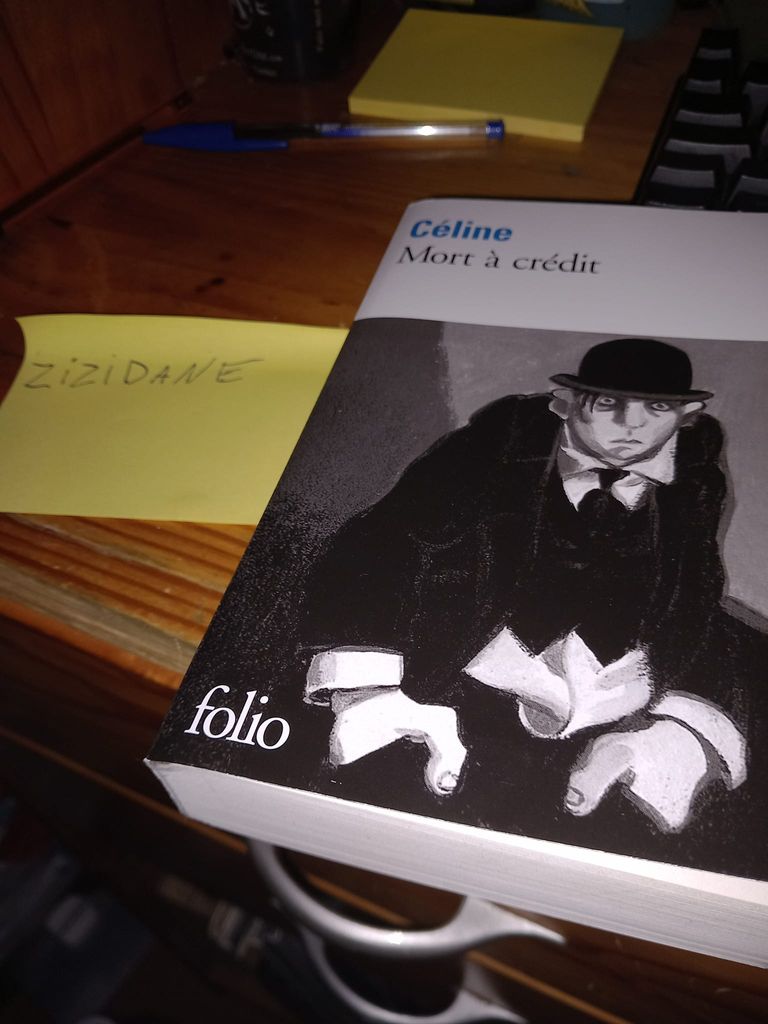 Céline
Mort à crédit
ZiZiDANE
folio